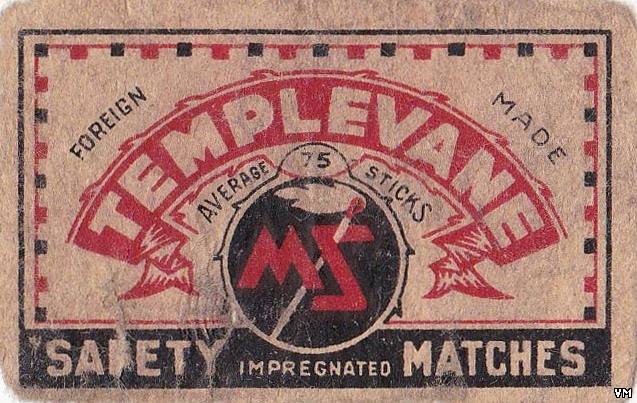 FOREIGN
MADE
TEMPLEVANE
AVERAGE 75 STICKS
MS
SAFETY IMPREGNATED MATCHES
VM